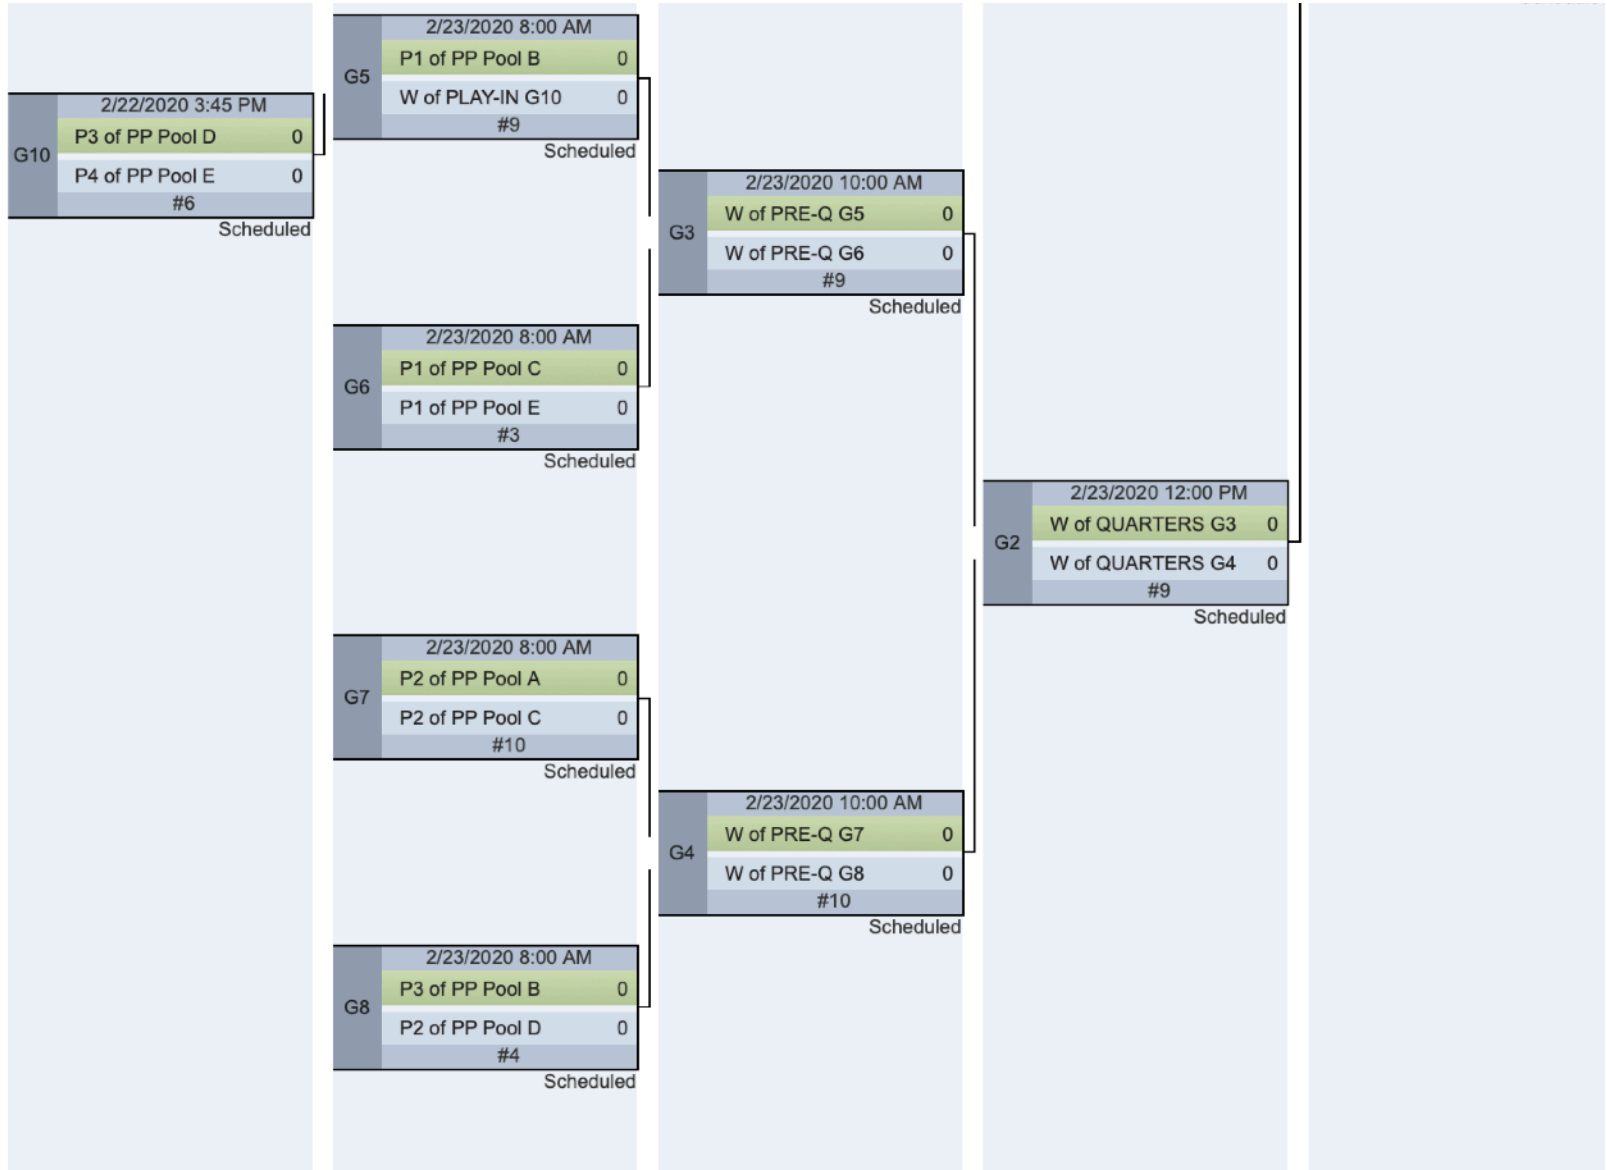 2/22/2020 3:45 PM
G10
P3 of PP Pool D 0
P4 of PP Pool E 0
#6
Scheduled
2/23/2020 8:00 AM
G5
P1 of PP Pool B 0
W of PLAY-IN G10 0
#9
Scheduled
2/23/2020 8:00 AM
G6
P1 of PP Pool C 0
P1 of PP Pool E 0
#3
Scheduled
2/23/2020 8:00 AM
G7
P2 of PP Pool A 0
P2 of PP Pool C 0
#10
Scheduled
2/23/2020 8:00 AM
G8
P3 of PP Pool B 0
P2 of PP Pool D 0
#4
Scheduled
2/23/2020 10:00 AM
G3
W of PRE-Q G5 0
W of PRE-Q G6 0
#9
Scheduled
2/23/2020 10:00 AM
G4
W of PRE-Q G7 0
W of PRE-Q G8 0
#10
Scheduled
2/23/2020 12:00 PM
G2
W of QUARTERS G3 0
W of QUARTERS G4 0
#9
Scheduled